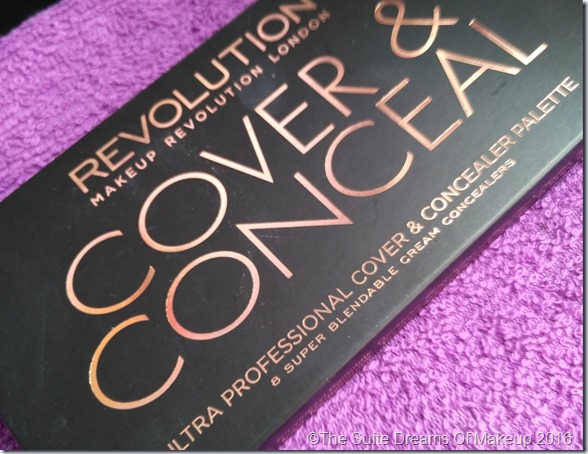 REVOLUTION
MAKEUP REVOLUTION LONDON
COVER &
CONCEAL
ULTRA PROFESSIONAL COVER & CONCEALER PALETTE
8 SUPER BLENDABLE CREAM CONCEALERS
©The Suite Dreams Of Makeup 2016